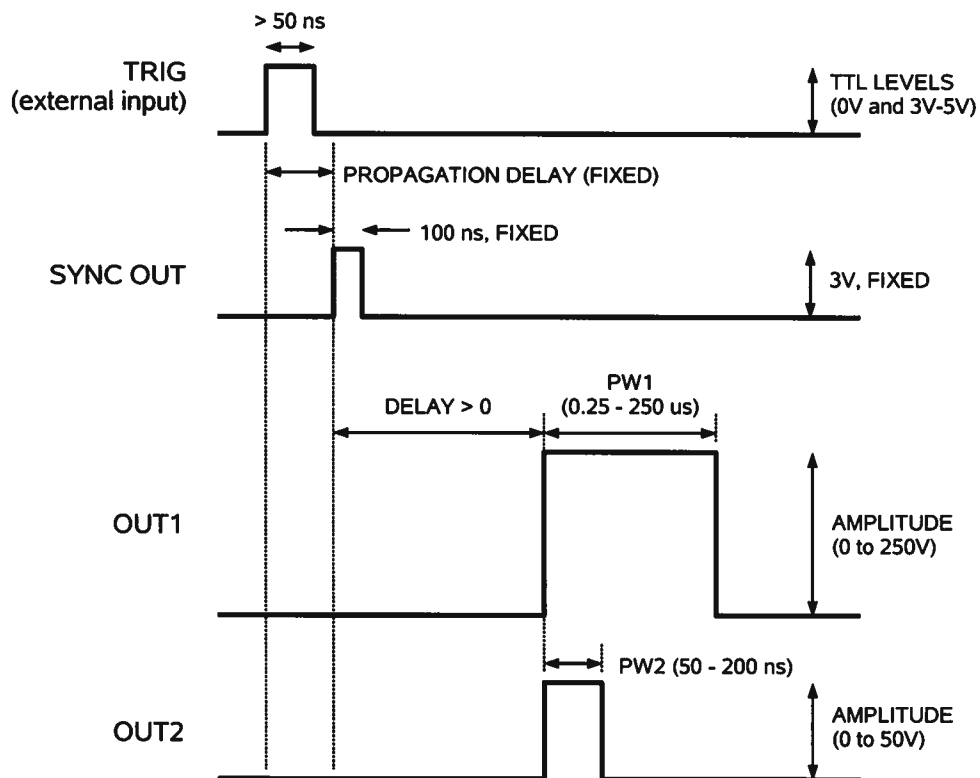 > 50 ns
TRIG
(external input)
TTL LEVELS
(0V and 3V-5V)
PROPAGATION DELAY (FIXED)
100 ns, FIXED
SYNC OUT
3V, FIXED
DELAY > 0
PW1
(0.25 - 250 us)
OUT1
AMPLITUDE
(0 to 250V)
PW2 (50 - 200 ns)
OUT2
AMPLITUDE
(0 to 50V)